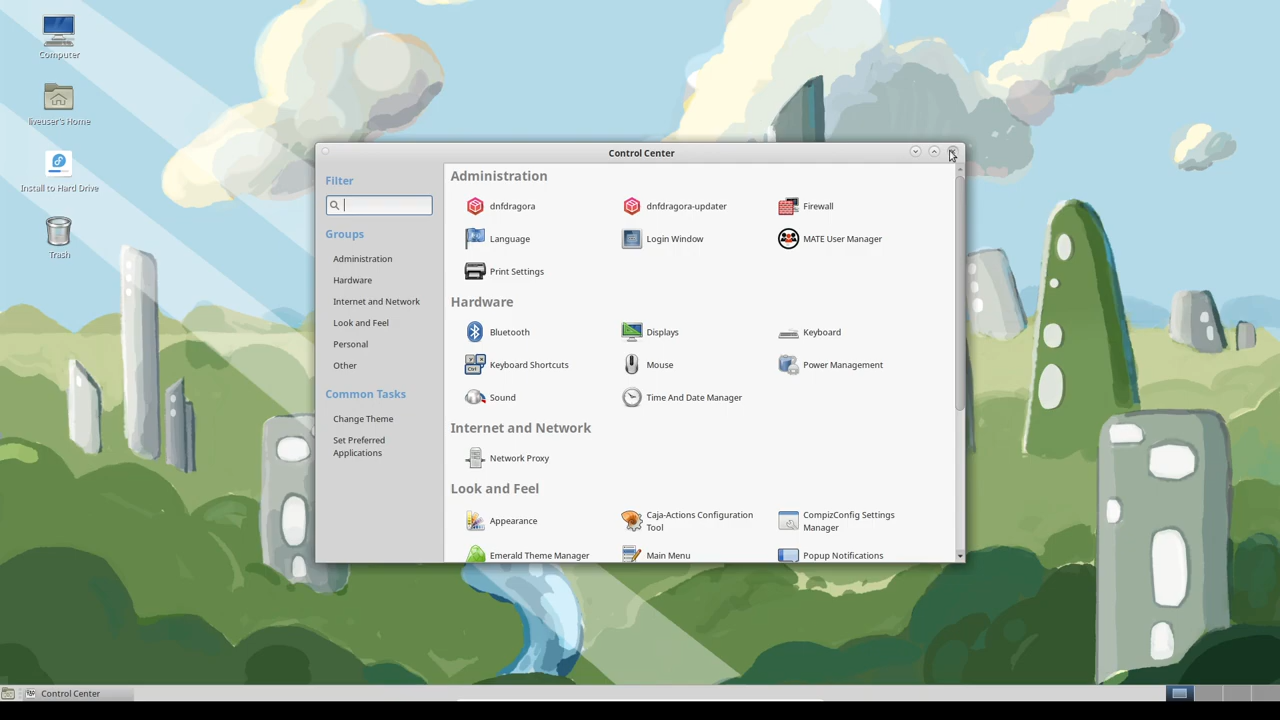 Computer
liveuser's Home
Install to Hard Drive
Trash
Control Center
Filter
Groups
Administration
Hardware
Internet and Network
Look and Feel
Personal
Other
Common Tasks
Change Theme
Set Preferred
Applications
Administration
dnfdragora
dnfdragora-updater
Firewall
Language
Login Window
MATE User Manager
Print Settings
Hardware
Bluetooth
Displays
Keyboard
Keyboard Shortcuts
Mouse
Power Management
Sound
Time And Date Manager
Internet and Network
Network Proxy
Look and Feel
Appearance
Caja-Actions Configuration
Tool
CompizConfig Settings
Manager
Emerald Theme Manager
Main Menu
Popup Notifications
Control Center